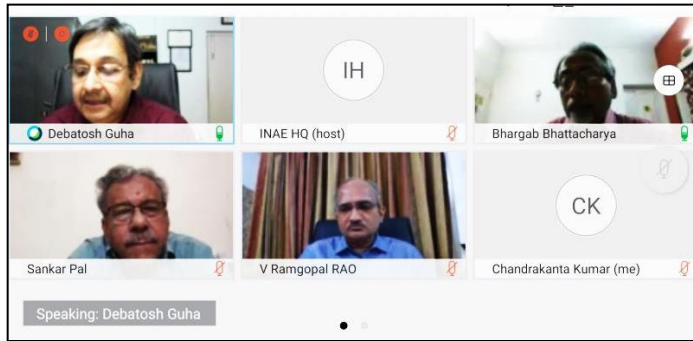 IH
Debatosh Guha
INAE HQ (host)
Bhargab Bhattacharya
CK
Sankar Pal
V Ramgopal RAO
Chandrakanta Kumar (me)
Speaking: Debatosh Guha